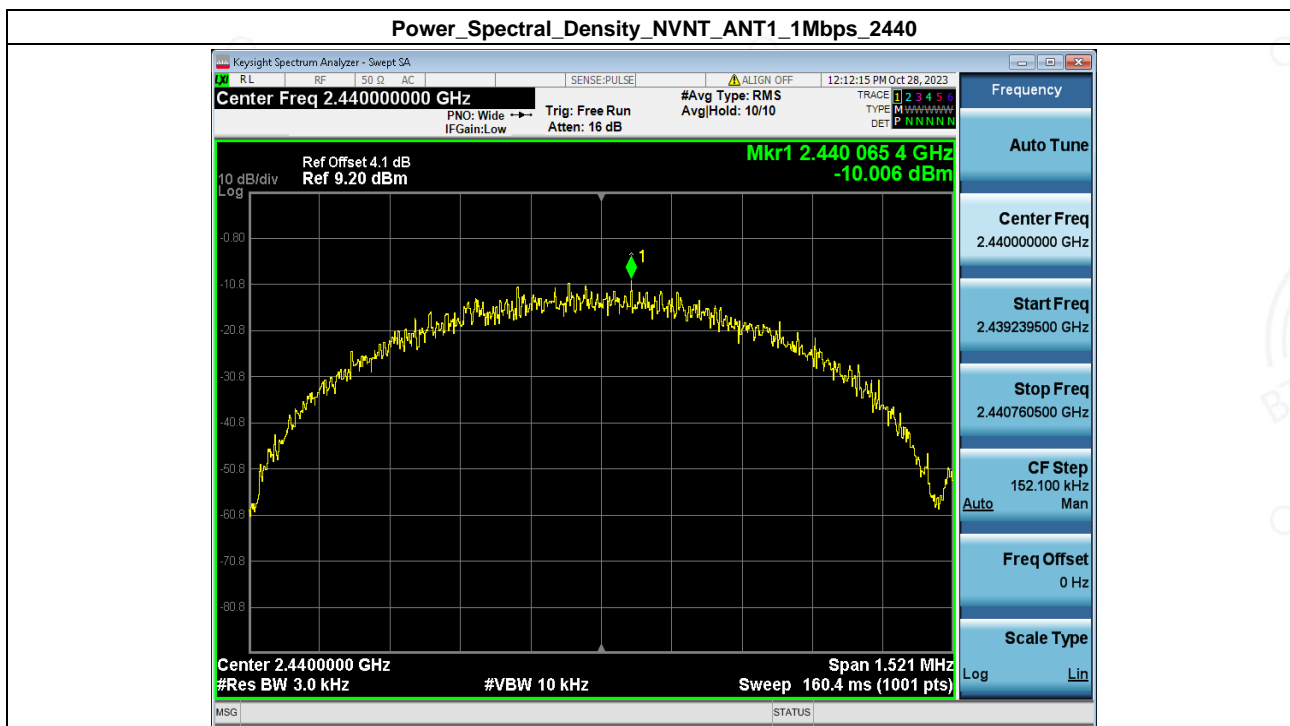 Power_Spectral_Density_NVNT_ANT1_1Mbps_2440
Keysight Spectrum Analyzer - Swept SA
LXI RL RF 50 Ω AC SENSE:PULSE ALIGN OFF 12:12:15 PM Oct 28, 2023
Center Freq 2.440000000 GHz
PNO: Wide
IFGain:Low
Trig: Free Run
Atten: 16 dB
#Avg Type: RMS
Avg|Hold: 10/10
TRACE 1 2 3 4 5 6
TYPE M WWWWW
DET P N N N N N
Mkr1 2.440 065 4 GHz
-10.006 dBm
Ref Offset 4.1 dB
10 dB/div Ref 9.20 dBm
Log
1
-0.80
-10.8
-20.8
-30.8
-40.8
-50.8
-60.8
-70.8
-80.8
Center 2.4400000 GHz Span 1.521 MHz
#Res BW 3.0 kHz #VBW 10 kHz Sweep 160.4 ms (1001 pts)
MSG STATUS
Frequency
Auto Tune
Center Freq
2.440000000 GHz
Start Freq
2.439239500 GHz
Stop Freq
2.440760500 GHz
CF Step
152.100 kHz
Auto Man
Freq Offset
0 Hz
Scale Type
Log Lin